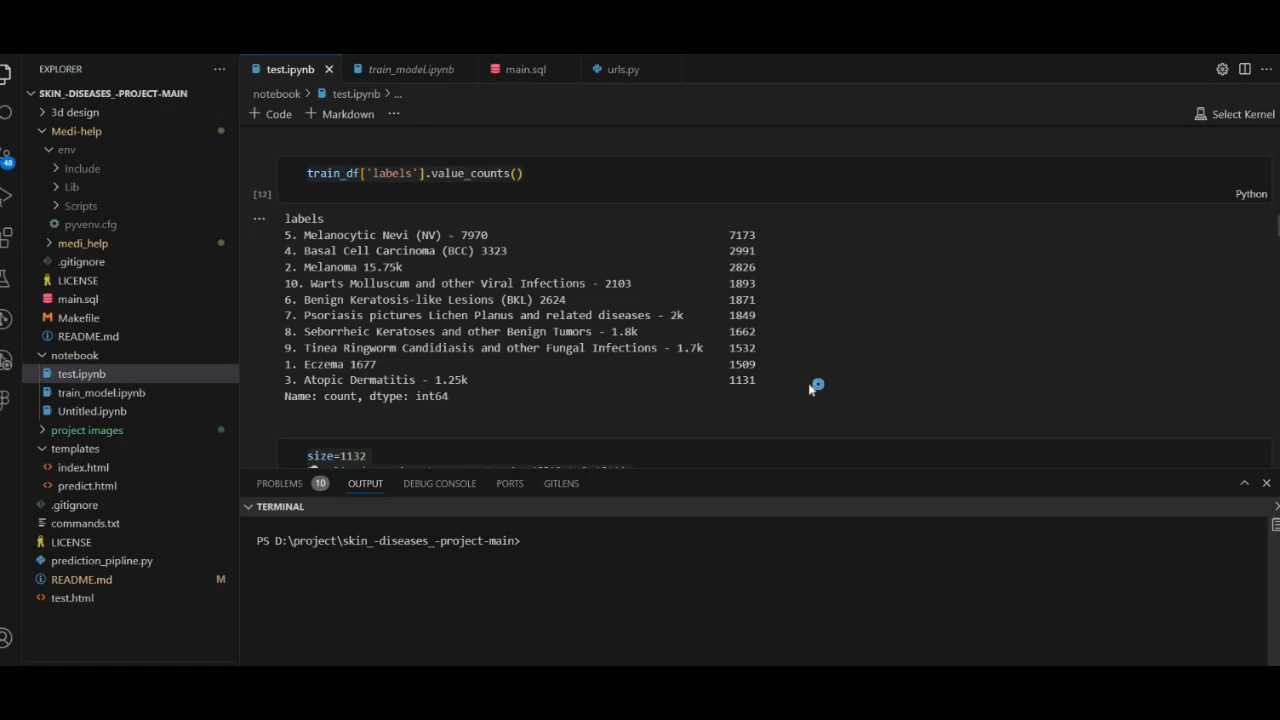 EXPLORER
test.ipynb
train_model.ipynb
main.sql
urls.py
SKIN_-DISEASES_-PROJECT-MAIN
notebook > test.ipynb > ...
3d design
Code
Markdown
Select Kernel
Medi-help
env
Include
Lib
Scripts
pyvenv.cfg
medi_help
.gitignore
LICENSE
main.sql
Makefile
README.md
notebook
test.ipynb
train_model.ipynb
Untitled.ipynb
project images
templates
index.html
predict.html
.gitignore
commands.txt
LICENSE
prediction_pipline.py
README.md M
test.html
48
train_df['labels'].value_counts()
[12]
Python
labels
5. Melanocytic Nevi (NV) - 7970 7173
4. Basal Cell Carcinoma (BCC) 3323 2991
2. Melanoma 15.75k 2826
10. Warts Molluscum and other Viral Infections - 2103 1893
6. Benign Keratosis-like Lesions (BKL) 2624 1871
7. Psoriasis pictures Lichen Planus and related diseases - 2k 1849
8. Seborrheic Keratoses and other Benign Tumors - 1.8k 1662
9. Tinea Ringworm Candidiasis and other Fungal Infections - 1.7k 1532
1. Eczema 1677 1509
3. Atopic Dermatitis - 1.25k 1131
Name: count, dtype: int64
size=1132
PROBLEMS 10 OUTPUT DEBUG CONSOLE PORTS GITLENS
TERMINAL
PS D:\project\skin_-diseases_-project-main>